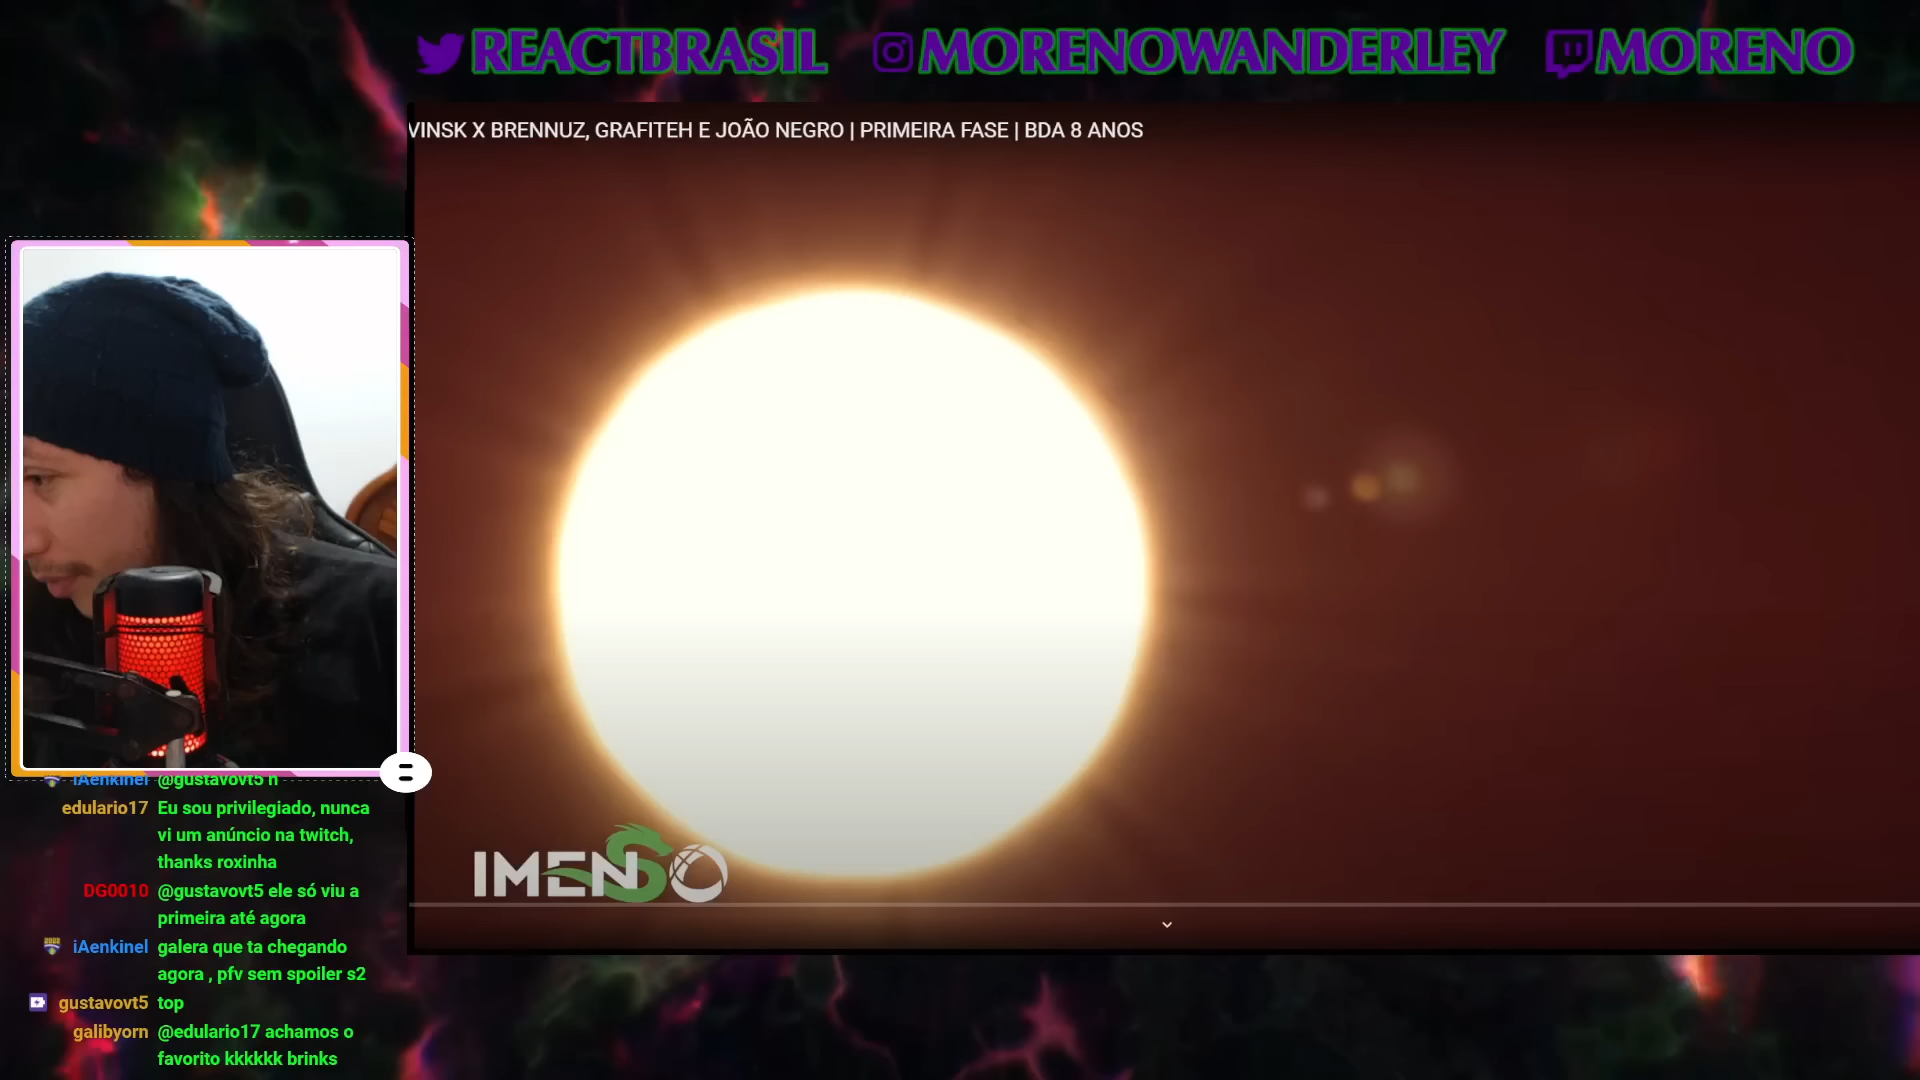 REACTBRASIL MORENOWANDERLEY MORENO
VINSK X BRENNUZ, GRAFITEH E JOÃO NEGRO | PRIMEIRA FASE | BDA 8 ANOS
IMENSO
iAenkinel @gustavovt5 n
edulario17 Eu sou privilegiado, nunca
vi um anúncio na twitch,
thanks roxinha
DG0010 @gustavovt5 ele só viu a
primeira até agora
iAenkinel galera que ta chegando
agora , pfv sem spoiler s2
gustavovt5 top
galibyorn @edulario17 achamos o
favorito kkkkkk brinks